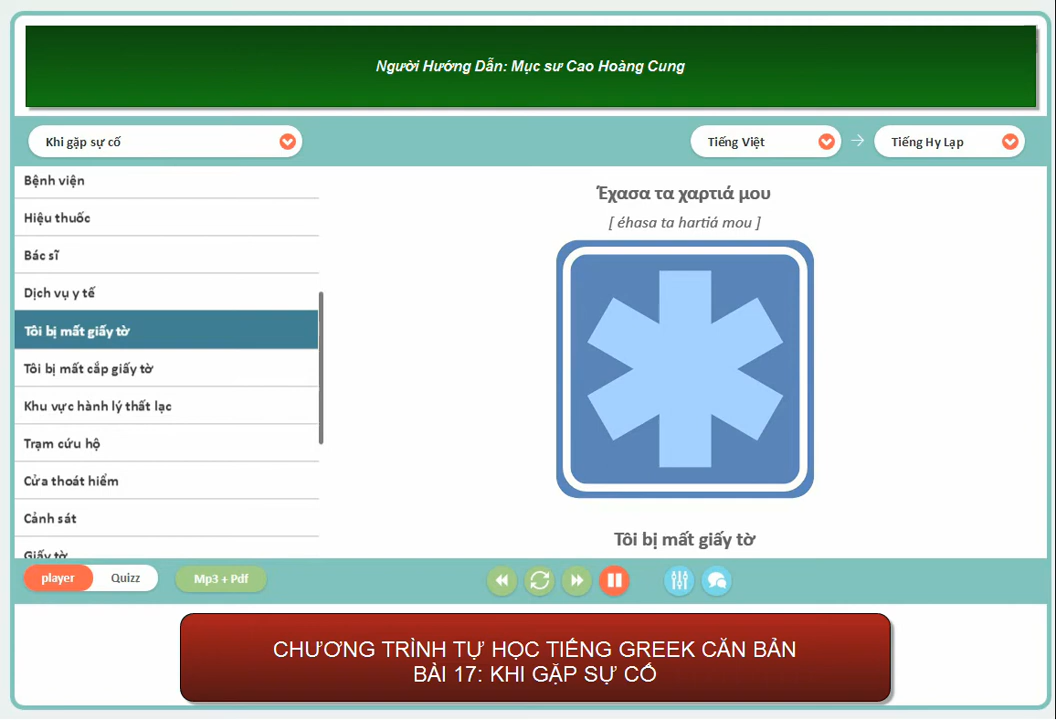 Người Hướng Dẫn: Mục sư Cao Hoàng Cung
Khi gặp sự cố
Tiếng Việt
Tiếng Hy Lạp
Bệnh viện
Hiệu thuốc
Bác sĩ
Dịch vụ y tế
Tôi bị mất giấy tờ
Tôi bị mất cắp giấy tờ
Khu vực hành lý thất lạc
Trạm cứu hộ
Cửa thoát hiểm
Cảnh sát
Giấy tờ
Έχασα τα χαρτιά μου
[ éhasa ta hartiá mou ]
Tôi bị mất giấy tờ
player
Quizz
Mp3 + Pdf
CHƯƠNG TRÌNH TỰ HỌC TIẾNG GREEK CĂN BẢN
BÀI 17: KHI GẶP SỰ CỐ